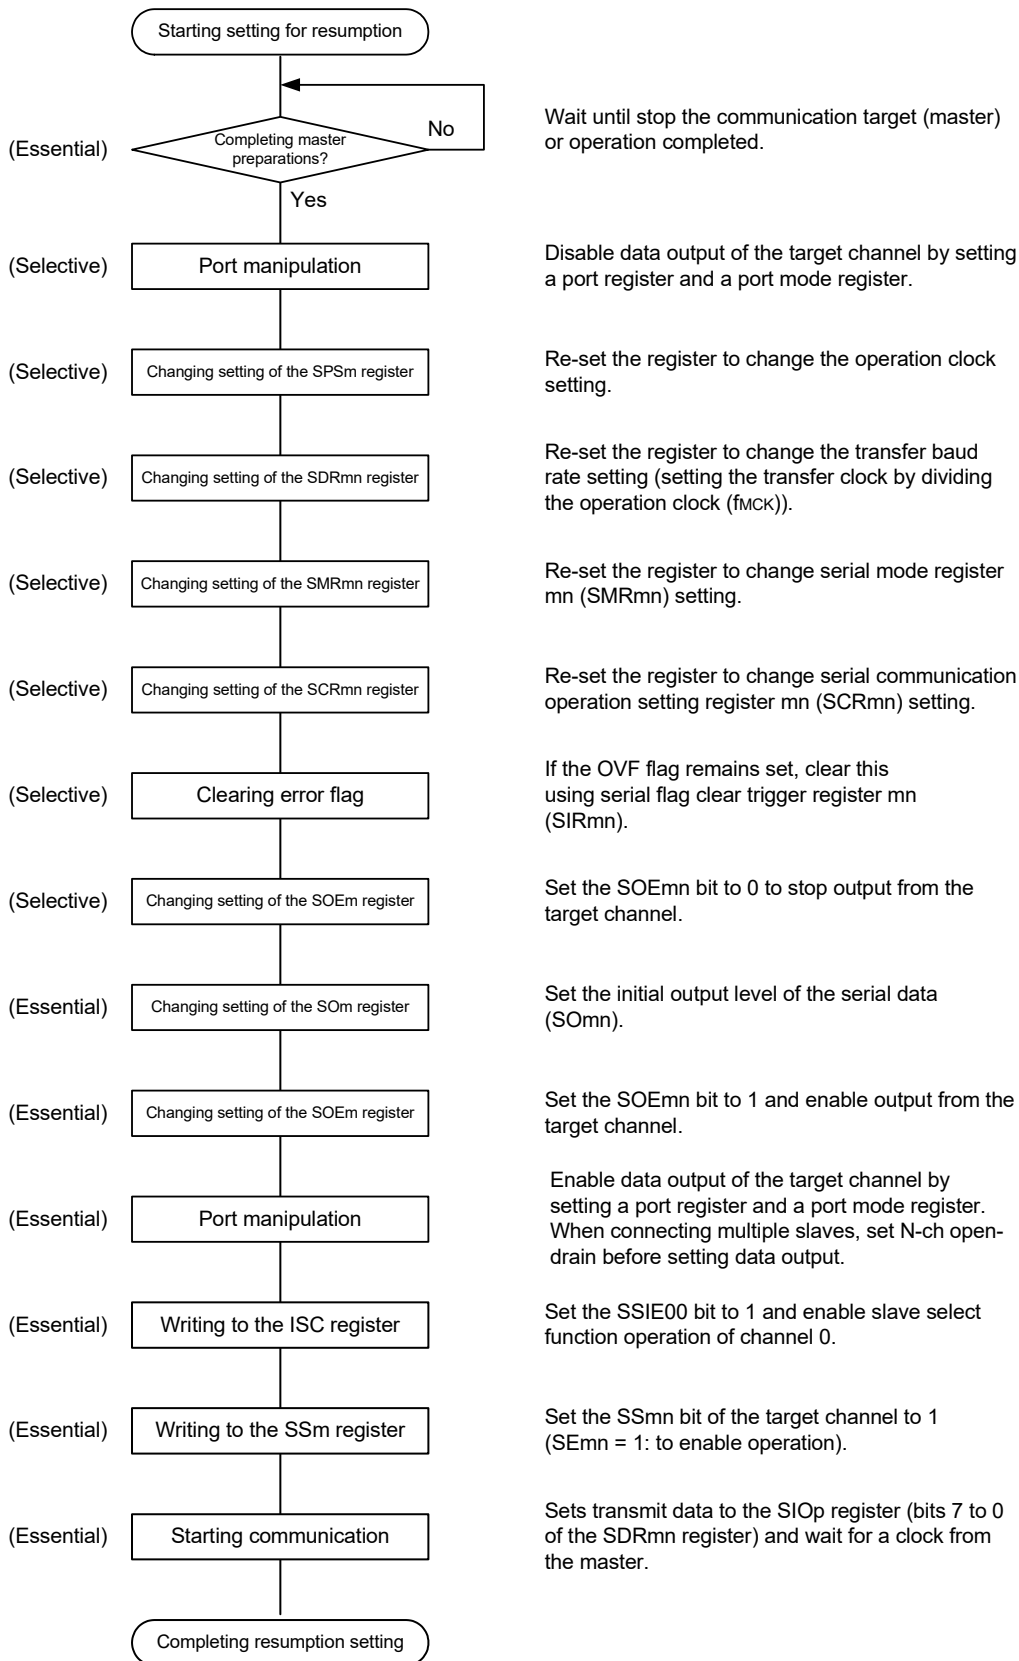 Starting setting for resumption
(Essential)
Completing master
preparations?
No
Yes
Wait until stop the communication target (master)
or operation completed.
(Selective)
Port manipulation
Disable data output of the target channel by setting
a port register and a port mode register.
(Selective)
Changing setting of the SPSm register
Re-set the register to change the operation clock
setting.
(Selective)
Changing setting of the SDRmn register
Re-set the register to change the transfer baud
rate setting (setting the transfer clock by dividing
the operation clock (fMCK)).
(Selective)
Changing setting of the SMRmn register
Re-set the register to change serial mode register
mn (SMRmn) setting.
(Selective)
Changing setting of the SCRmn register
Re-set the register to change serial communication
operation setting register mn (SCRmn) setting.
(Selective)
Clearing error flag
If the OVF flag remains set, clear this
using serial flag clear trigger register mn
(SIRmn).
(Selective)
Changing setting of the SOEm register
Set the SOEmn bit to 0 to stop output from the
target channel.
(Essential)
Changing setting of the SOm register
Set the initial output level of the serial data
(SOmn).
(Essential)
Changing setting of the SOEm register
Set the SOEmn bit to 1 and enable output from the
target channel.
(Essential)
Port manipulation
Enable data output of the target channel by
setting a port register and a port mode register.
When connecting multiple slaves, set N-ch open-
drain before setting data output.
(Essential)
Writing to the ISC register
Set the SSIE00 bit to 1 and enable slave select
function operation of channel 0.
(Essential)
Writing to the SSm register
Set the SSmn bit of the target channel to 1
(SEmn = 1: to enable operation).
(Essential)
Starting communication
Sets transmit data to the SIOp register (bits 7 to 0
of the SDRmn register) and wait for a clock from
the master.
Completing resumption setting